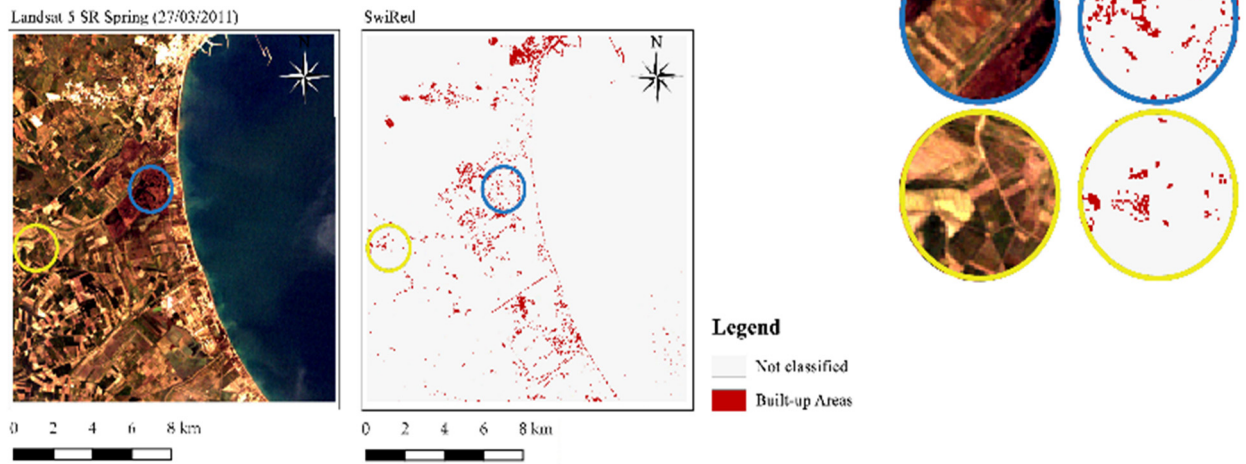 Landsat 5 SR Spring (27/03/2011)
SwiRed
N
N
Legend
Not classified
Built-up Areas
0 2 4 6 8 km
0 2 4 6 8 km